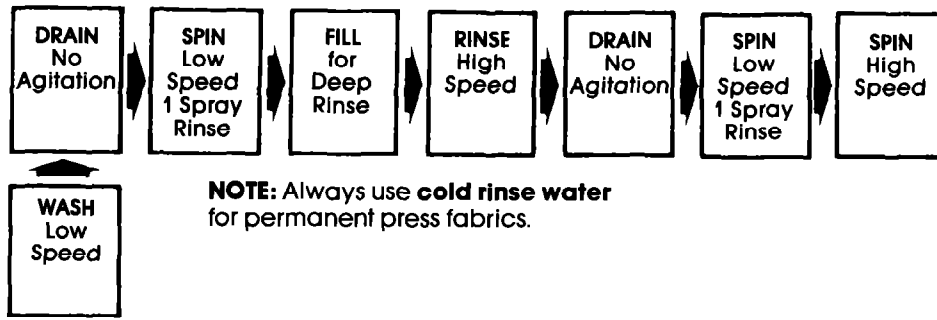 DRAIN
No
Agitation
SPIN
Low
Speed
1 Spray
Rinse
FILL
for
Deep
Rinse
RINSE
High
Speed
DRAIN
No
Agitation
SPIN
Low
Speed
1 Spray
Rinse
SPIN
High
Speed
WASH
Low
Speed
NOTE: Always use cold rinse water
for permanent press fabrics.